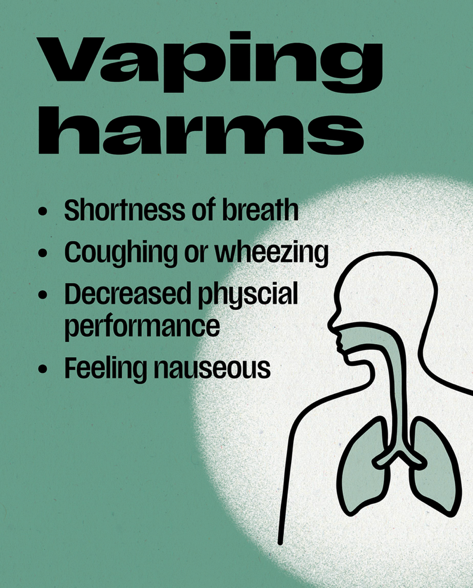 Vaping
harms
• Shortness of breath
• Coughing or wheezing
• Decreased physcial
performance
• Feeling nauseous